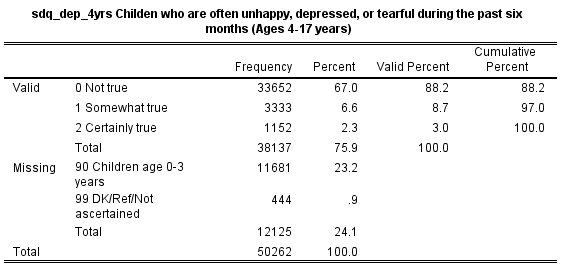 sdq_dep_4yrs Childen who are often unhappy, depressed, or tearful during the past six
months (Ages 4-17 years)
Frequency Percent Valid Percent Cumulative Percent
Valid 0 Not true 33652 67.0 88.2 88.2
1 Somewhat true 3333 6.6 8.7 97.0
2 Certainly true 1152 2.3 3.0 100.0
Total 38137 75.9 100.0
Missing 90 Children age 0-3 years 11681 23.2
99 DK/Ref/Not ascertained 444 .9
Total 12125 24.1
Total 50262 100.0